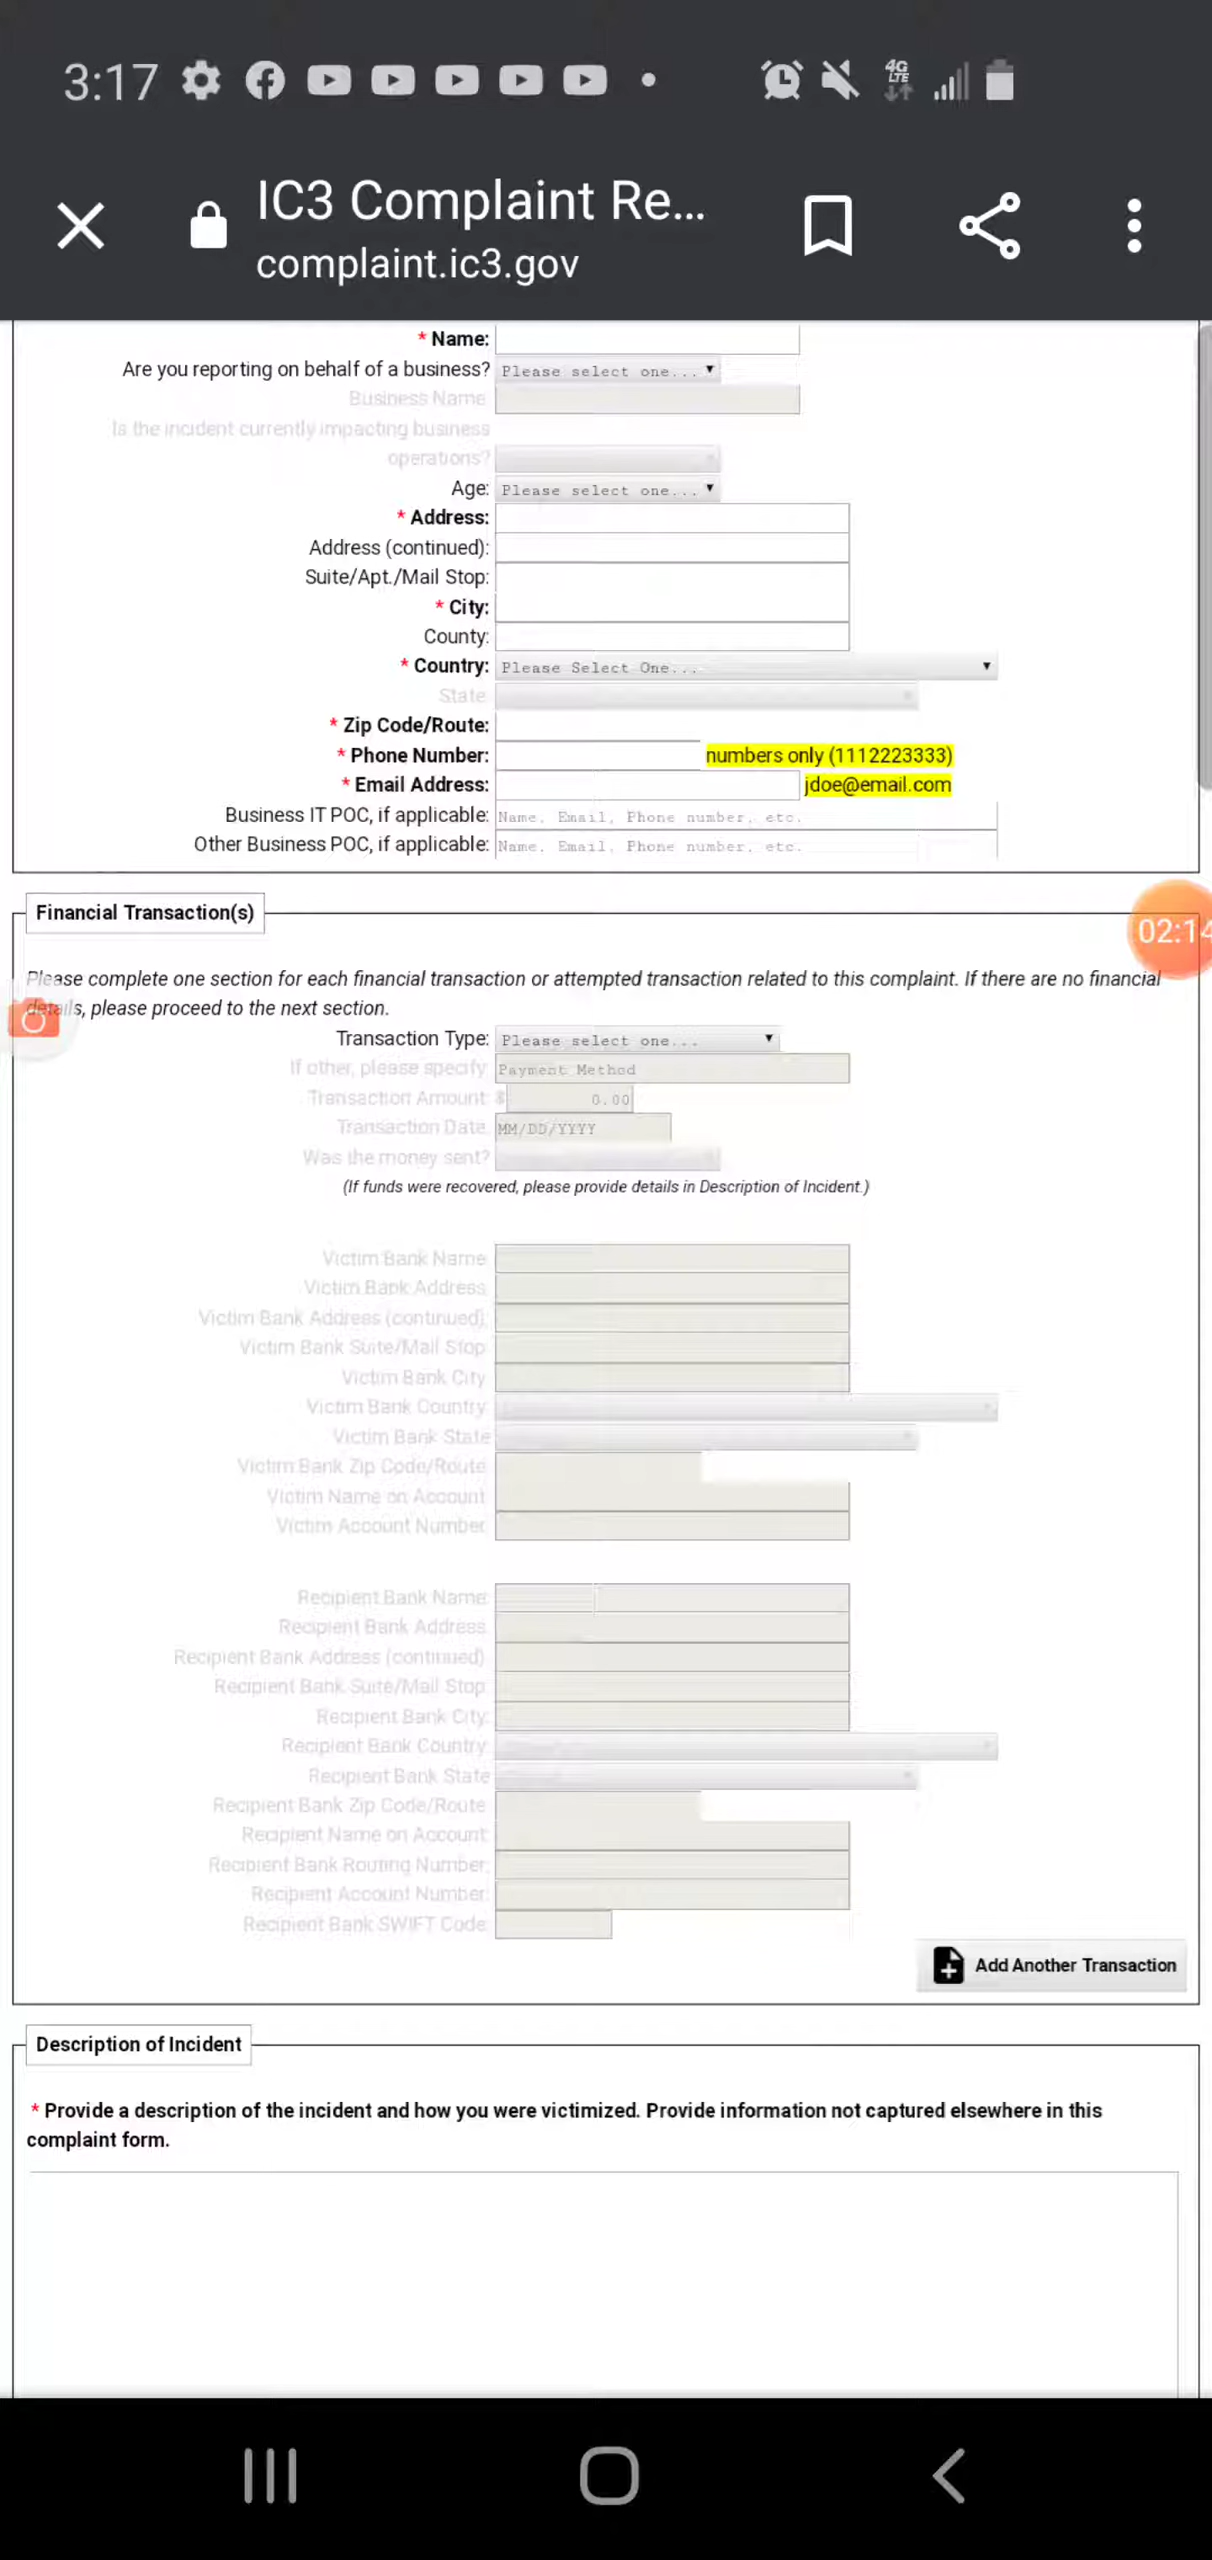 3:17 4G LTE
IC3 Complaint Re...
complaint.ic3.gov
* Name:
Are you reporting on behalf of a business? Please select one... ▼
Business Name
Is the incident currently impacting business
operations?
Age: Please select one... ▼
* Address:
Address (continued):
Suite/Apt./Mail Stop:
* City:
County:
* Country: Please Select One... ▼
State
* Zip Code/Route:
* Phone Number: numbers only (1112223333)
* Email Address: jdoe@email.com
Business IT POC, if applicable: Name, Email, Phone number, etc.
Other Business POC, if applicable: Name, Email, Phone number, etc.
Financial Transaction(s)
02:14
Please complete one section for each financial transaction or attempted transaction related to this complaint. If there are no financial
details, please proceed to the next section.
Transaction Type: Please select one... ▼
If other, please specify Payment Method
Transaction Amount: $ 0.00
Transaction Date: MM/DD/YYYY
Was the money sent?
(If funds were recovered, please provide details in Description of Incident.)
Victim Bank Name
Victim Bank Address
Victim Bank Address (continued):
Victim Bank Suite/Mail Stop
Victim Bank City
Victim Bank Country
Victim Bank State
Victim Bank Zip Code/Route
Victim Name on Account
Victim Account Number
Recipient Bank Name:
Recipient Bank Address
Recipient Bank Address (continued)
Recipient Bank Suite/Mail Stop
Recipient Bank City:
Recipient Bank Country
Recipient Bank State
Recipient Bank Zip Code/Route
Recipient Name on Account:
Recipient Bank Routing Number:
Recipient Account Number:
Recipient Bank SWIFT Code
Add Another Transaction
Description of Incident
* Provide a description of the incident and how you were victimized. Provide information not captured elsewhere in this
complaint form.